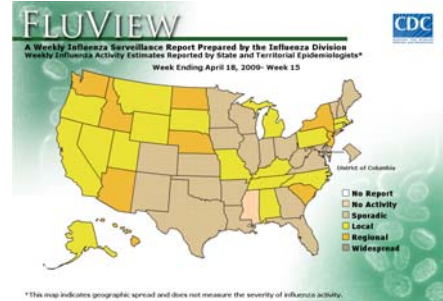 FLUVIEW
CDC
A Weekly Influenza Surveillance Report Prepared by the Influenza Division
Weekly Influenza Activity Estimates Reported by State and Territorial Epidemiologists*
Week Ending April 18, 2009- Week 15
District of Columbia
No Report
No Activity
Sporadic
Local
Regional
Widespread
*This map indicates geographic spread and does not measure the severity of influenza activity.